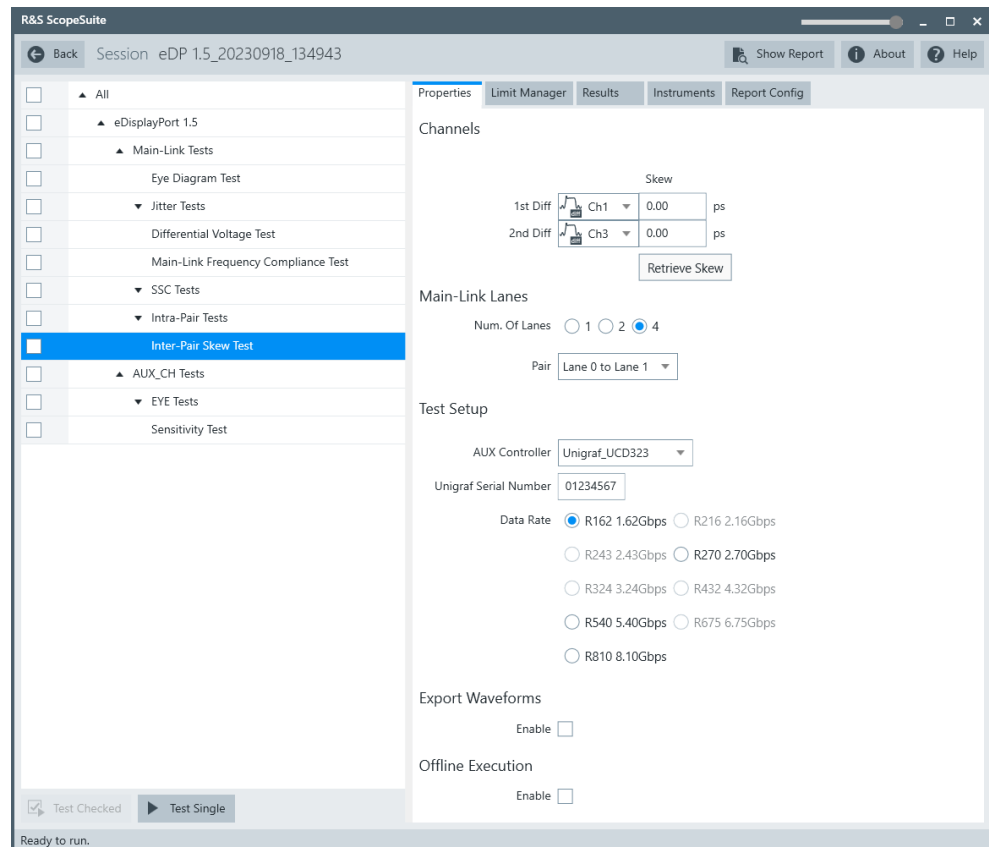 R&S ScopeSuite
Back Session eDP 1.5_20230918_134943 Show Report About Help
All
eDisplayPort 1.5
Main-Link Tests
Eye Diagram Test
Jitter Tests
Differential Voltage Test
Main-Link Frequency Compliance Test
SSC Tests
Intra-Pair Tests
Inter-Pair Skew Test
AUX_CH Tests
EYE Tests
Sensitivity Test
Test Checked Test Single
Properties Limit Manager Results Instruments Report Config
Channels
Skew
1st Diff Ch1 0.00 ps
2nd Diff Ch3 0.00 ps
Retrieve Skew
Main-Link Lanes
Num. Of Lanes 1 2 4
Pair Lane 0 to Lane 1
Test Setup
AUX Controller Unigraf_UCD323
Unigraf Serial Number 01234567
Data Rate R162 1.62Gbps R216 2.16Gbps
R243 2.43Gbps R270 2.70Gbps
R324 3.24Gbps R432 4.32Gbps
R540 5.40Gbps R675 6.75Gbps
R810 8.10Gbps
Export Waveforms
Enable
Offline Execution
Enable
Ready to run.